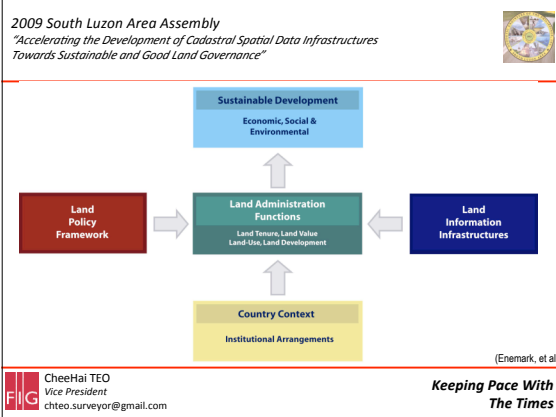 2009 South Luzon Area Assembly
“Accelerating the Development of Cadastral Spatial Data Infrastructures
Towards Sustainable and Good Land Governance”
Sustainable Development
Economic, Social &
Environmental
Land
Policy
Framework
Land Administration
Functions
Land Tenure, Land Value
Land-Use, Land Development
Land
Information
Infrastructures
Country Context
Institutional Arrangements
(Enemark, et al
FIG
CheeHai TEO
Vice President
chteo.surveyor@gmail.com
Keeping Pace With
The Times